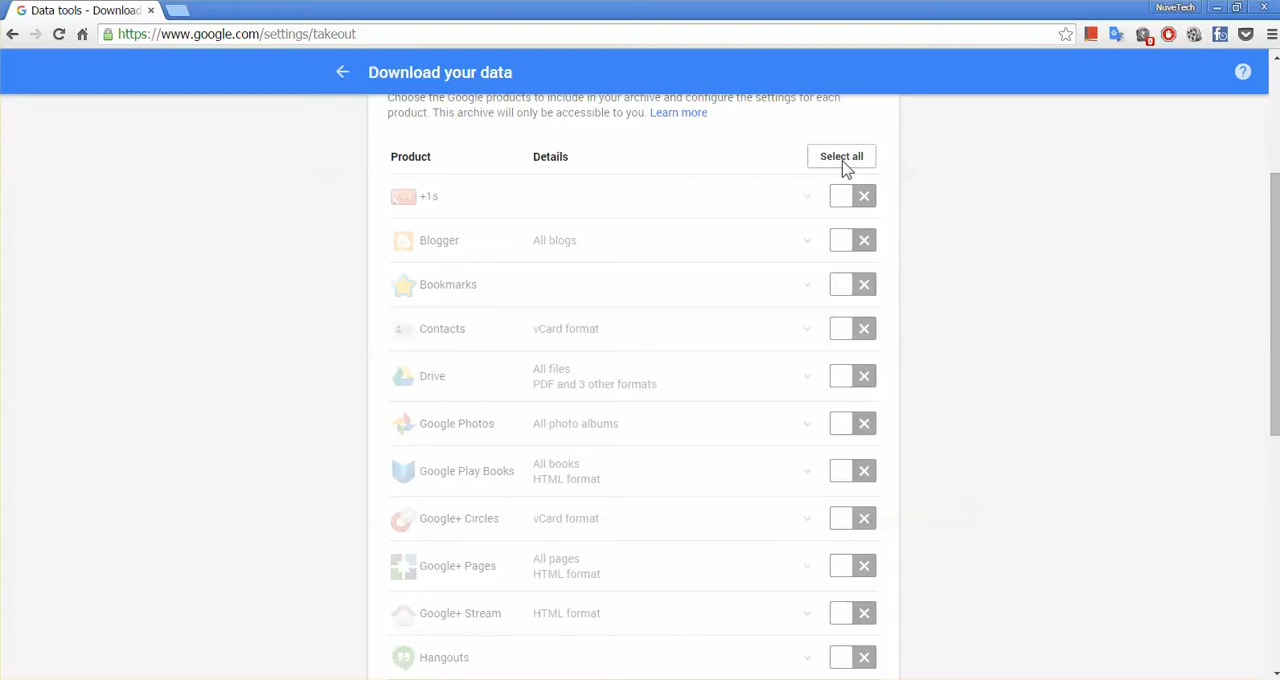 NuveTech
Data tools - Download
https://www.google.com/settings/takeout
Download your data
Choose the Google products to include in your archive and configure the settings for each
product. This archive will only be accessible to you. Learn more
Product Details Select all
+1s
Blogger All blogs
Bookmarks
Contacts vCard format
Drive All files
PDF and 3 other formats
Google Photos All photo albums
Google Play Books All books
HTML format
Google+ Circles vCard format
Google+ Pages All pages
HTML format
Google+ Stream HTML format
Hangouts